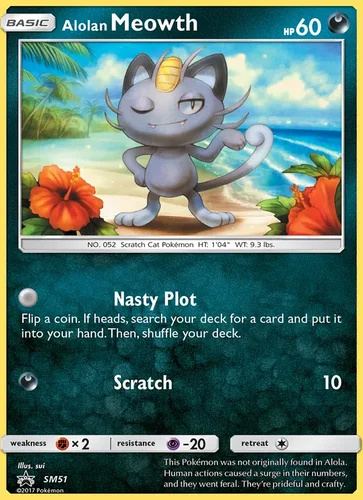 BASIC
Alolan Meowth
HP 60
NO. 052 Scratch Cat Pokémon HT: 1'04" WT: 9.3 lbs.
Nasty Plot
Flip a coin. If heads, search your deck for a card and put it
into your hand. Then, shuffle your deck.
Scratch 10
weakness × 2 resistance -20 retreat
Illus. sui
SM51
©2017 Pokémon
This Pokémon was not originally found in Alola.
Human actions caused a surge in their numbers,
and they went feral. They're prideful and crafty.